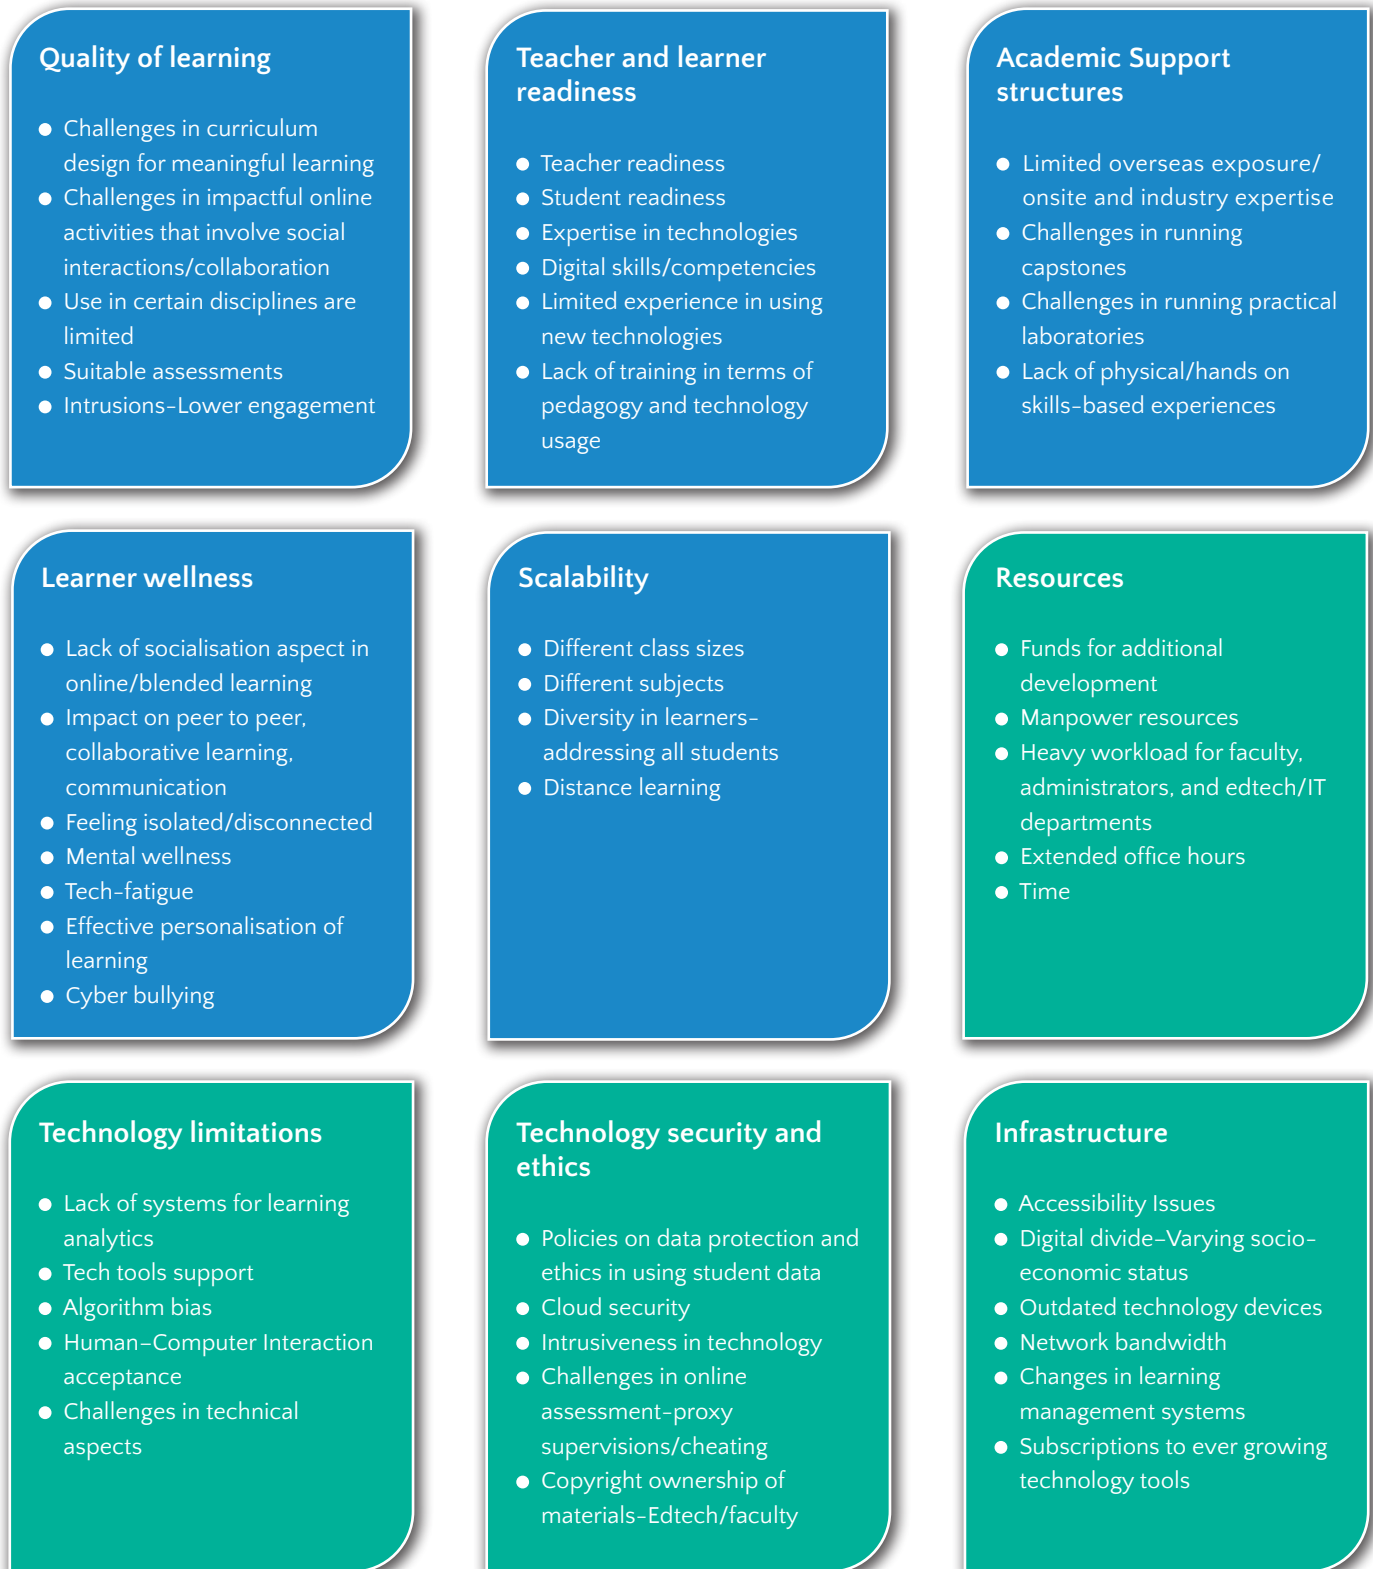 Quality of learning
● Challenges in curriculum
design for meaningful learning
● Challenges in impactful online
activities that involve social
interactions/collaboration
● Use in certain disciplines are
limited
● Suitable assessments
● Intrusions-Lower engagement
Teacher and learner
readiness
● Teacher readiness
● Student readiness
● Expertise in technologies
● Digital skills/competencies
● Limited experience in using
new technologies
● Lack of training in terms of
pedagogy and technology
usage
Academic Support
structures
● Limited overseas exposure/
onsite and industry expertise
● Challenges in running
capstones
● Challenges in running practical
laboratories
● Lack of physical/hands on
skills-based experiences
Learner wellness
● Lack of socialisation aspect in
online/blended learning
● Impact on peer to peer,
collaborative learning,
communication
● Feeling isolated/disconnected
● Mental wellness
● Tech-fatigue
● Effective personalisation of
learning
● Cyber bullying
Scalability
● Different class sizes
● Different subjects
● Diversity in learners-
addressing all students
● Distance learning
Resources
● Funds for additional
development
● Manpower resources
● Heavy workload for faculty,
administrators, and edtech/IT
departments
● Extended office hours
● Time
Technology limitations
● Lack of systems for learning
analytics
● Tech tools support
● Algorithm bias
● Human–Computer Interaction
acceptance
● Challenges in technical
aspects
Technology security and
ethics
● Policies on data protection and
ethics in using student data
● Cloud security
● Intrusiveness in technology
● Challenges in online
assessment-proxy
supervisions/cheating
● Copyright ownership of
materials-Edtech/faculty
Infrastructure
● Accessibility Issues
● Digital divide–Varying socio-
economic status
● Outdated technology devices
● Network bandwidth
● Changes in learning
management systems
● Subscriptions to ever growing
technology tools